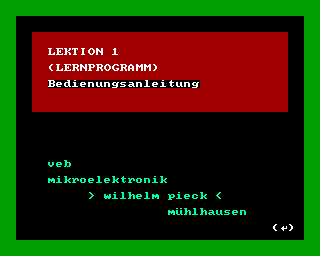 LEKTION 1
(LERNPROGRAMM)
Bedienungsanleitung
veb
mikroelektronik
> wilhelm pieck <
mühlhausen
(↵)